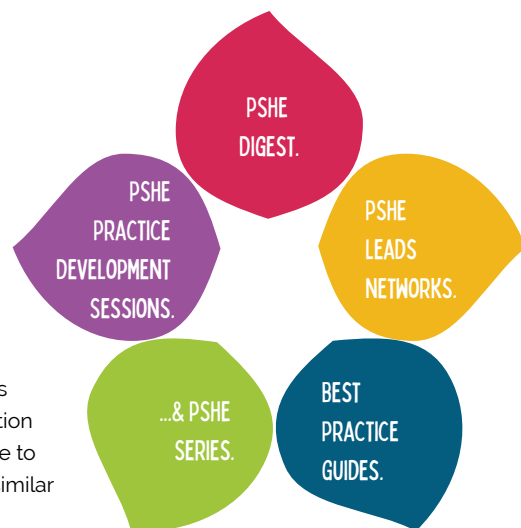 PSHE
DIGEST.
PSHE
PRACTICE
DEVELOPMENT
SESSIONS.
PSHE
LEADS
NETWORKS.
...& PSHE
SERIES.
BEST
PRACTICE
GUIDES.